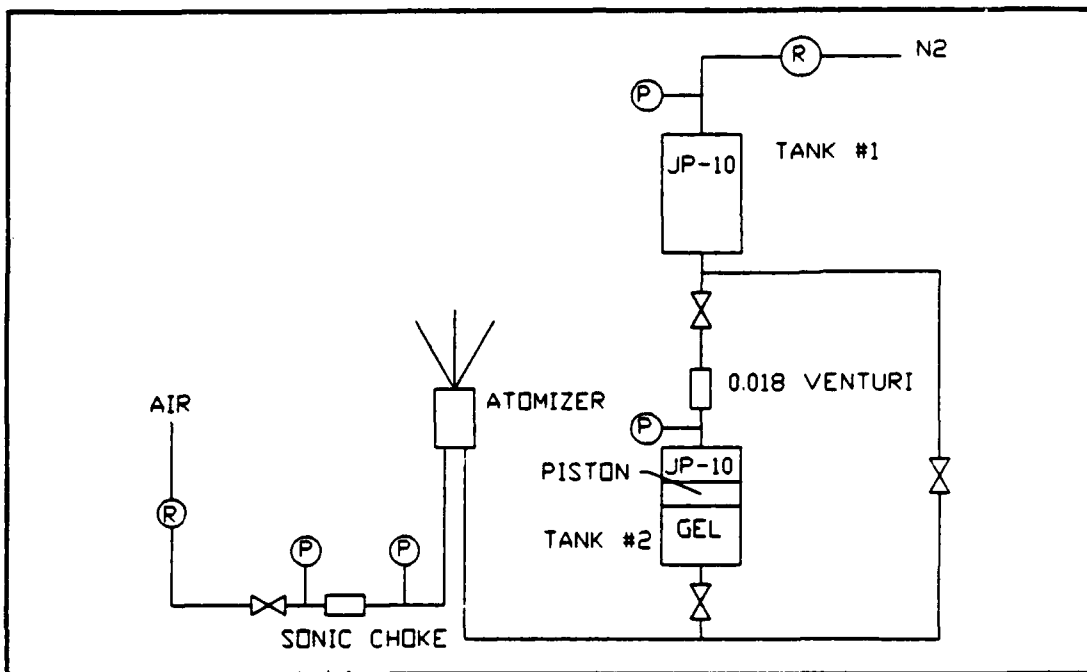 R
N2
P
TANK #1
JP-10
0.018 VENTURI
ATOMIZER
AIR
P
JP-10
PISTON
R
GEL
TANK #2
P
P
SONIC CHOKE